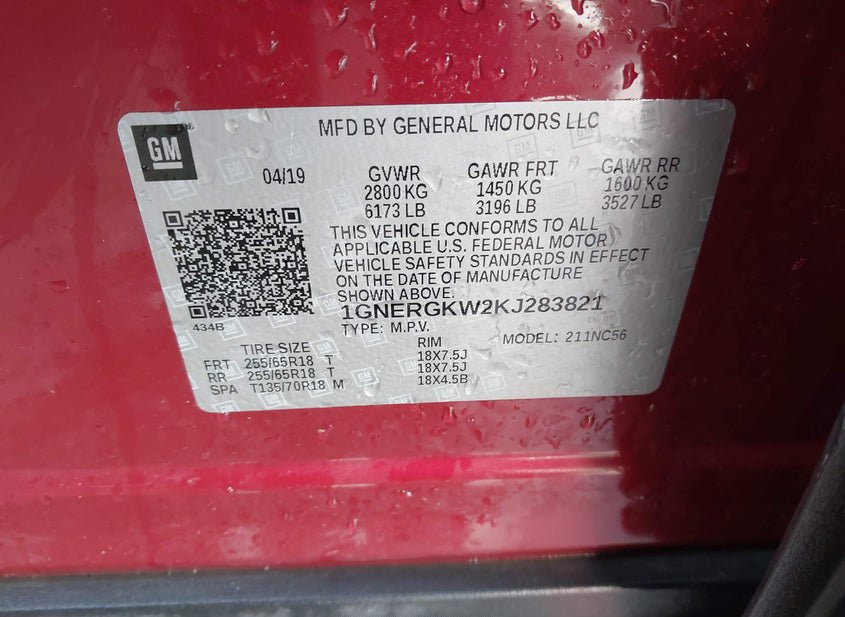 GM
MFD BY GENERAL MOTORS LLC
04/19 GVWR GAWR FRT GAWR RR
2800 KG 1450 KG 1600 KG
6173 LB 3196 LB 3527 LB
THIS VEHICLE CONFORMS TO ALL
APPLICABLE U.S. FEDERAL MOTOR
VEHICLE SAFETY STANDARDS IN EFFECT
ON THE DATE OF MANUFACTURE
SHOWN ABOVE.
434B
1GNERGKW2KJ283821
TYPE: M.P.V. MODEL: 211NC56
TIRE SIZE RIM
FRT 255/65R18 T 18X7.5J
RR 255/65R18 T 18X7.5J
SPA T135/70R18 M 18X4.5B